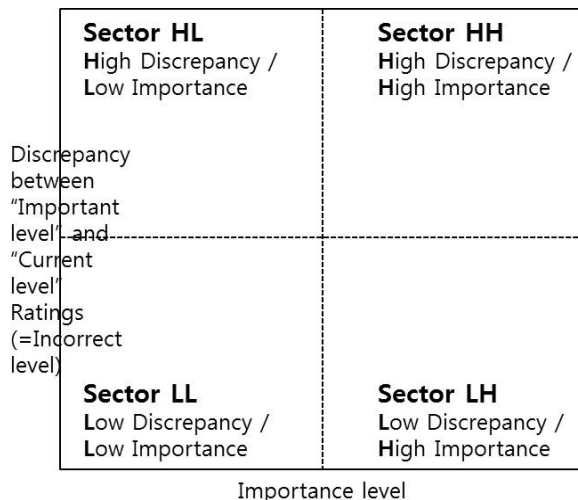 Sector HL
High Discrepancy /
Low Importance
Sector HH
High Discrepancy /
High Importance
Discrepancy
between
"Important
level" and
"Current
level"
Ratings
(=Incorrect
level)
Sector LL
Low Discrepancy /
Low Importance
Sector LH
Low Discrepancy /
High Importance
Importance level